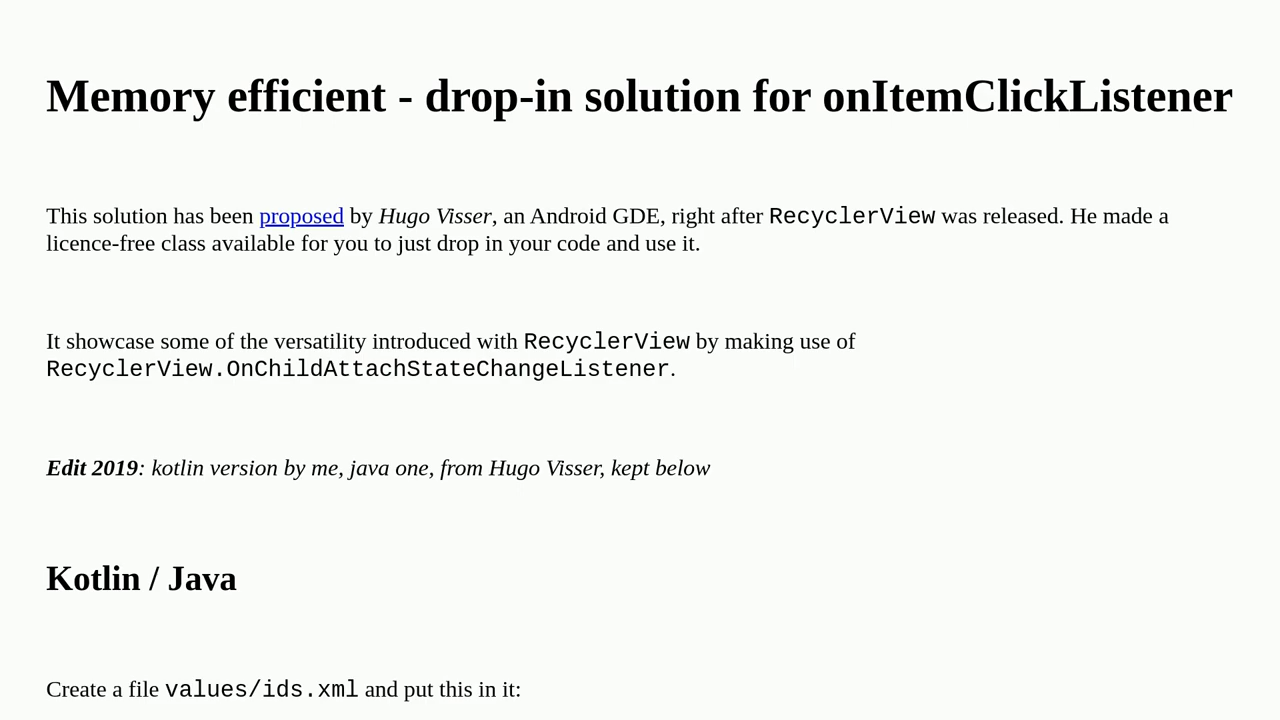 Memory efficient - drop-in solution for onItemClickListener
This solution has been proposed by Hugo Visser, an Android GDE, right after RecyclerView was released. He made a
licence-free class available for you to just drop in your code and use it.
It showcase some of the versatility introduced with RecyclerView by making use of
RecyclerView.OnChildAttachStateChangeListener.
Edit 2019: kotlin version by me, java one, from Hugo Visser, kept below
Kotlin / Java
Create a file values/ids.xml and put this in it: